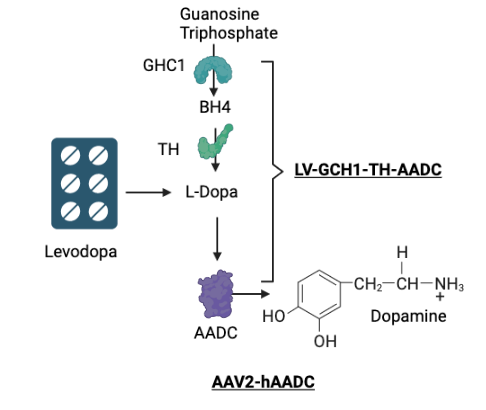 Guanosine
Triphosphate
GHC1
BH4
TH
LV-GCH1-TH-AADC
L-Dopa
Levodopa
H
CH₂—CH—NH₃
+
HO
Dopamine
OH
AADC
AAV2-hAADC